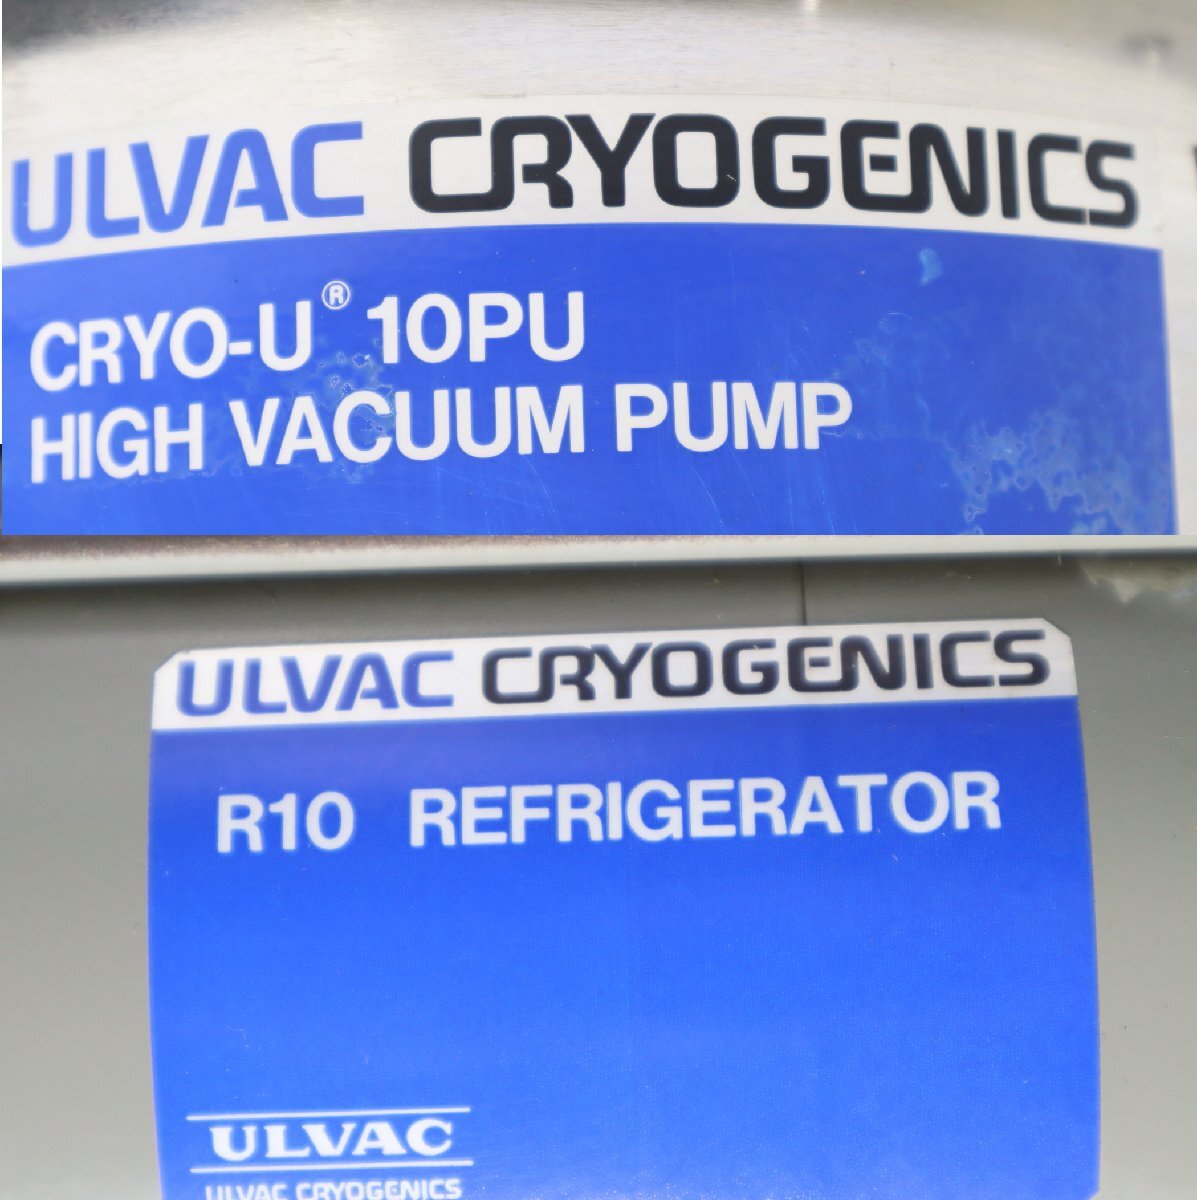 ULVAC CRYOGENICS
CRYO-U® 10PU
HIGH VACUUM PUMP
ULVAC CRYOGENICS
R10 REFRIGERATOR
ULVAC
ULVAC CRYOGENICS